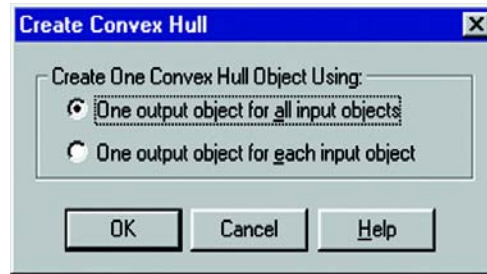 Create Convex Hull
Create One Convex Hull Object Using:
One output object for all input objects
One output object for each input object
OK Cancel Help